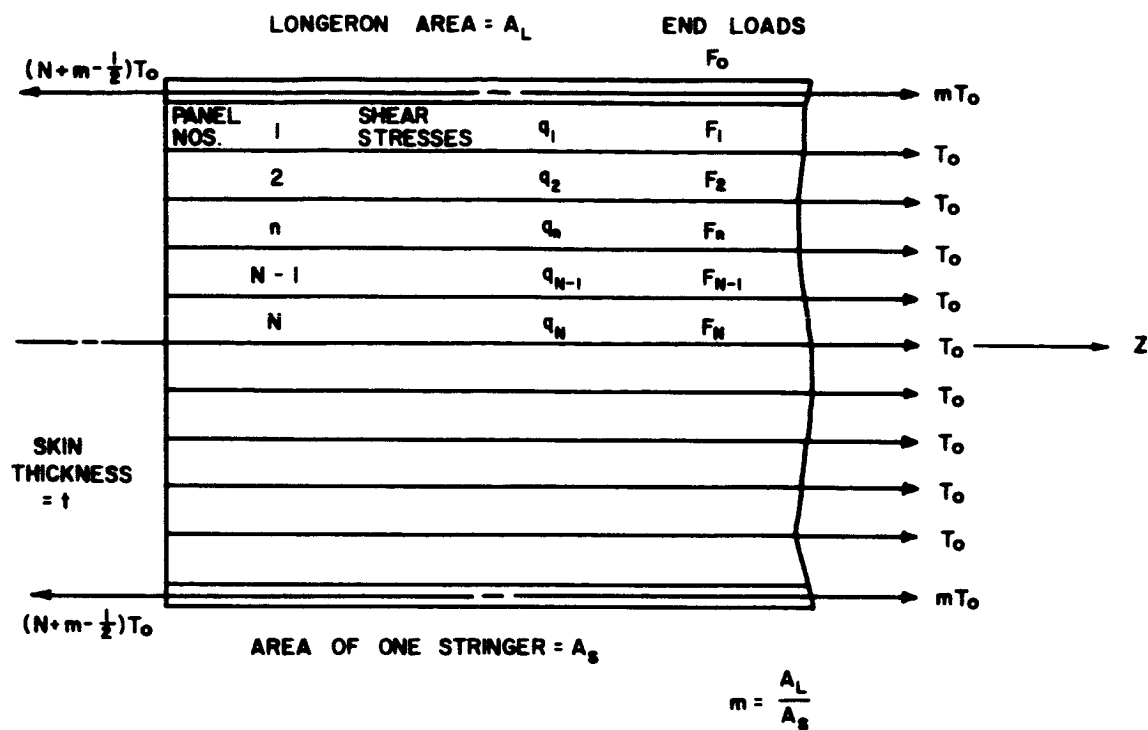 LONGERON AREA = A_L
END LOADS
(N+m-½)T₀
F₀
mT₀
PANEL NOS. 1 SHEAR STRESSES q₁ F₁
T₀
2 q₂ F₂
T₀
n qₙ Fₙ
T₀
N-1 q_{N-1} F_{N-1}
T₀
N q_N F_N
T₀
Z
T₀
T₀
SKIN
THICKNESS
= t
T₀
T₀
mT₀
(N+m-½)T₀
AREA OF ONE STRINGER = A_s
m = A_L / A_s